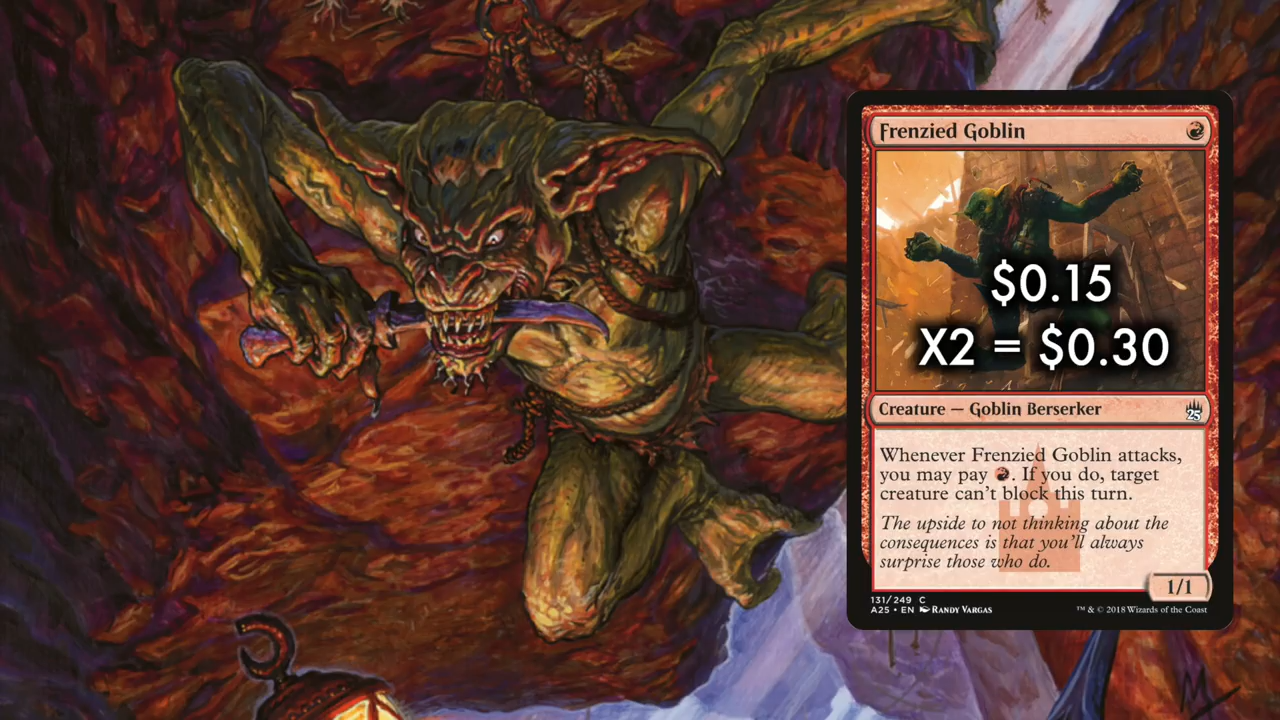 Frenzied Goblin
$0.15
X2 = $0.30
Creature — Goblin Berserker
25
Whenever Frenzied Goblin attacks,
you may pay . If you do, target
creature can't block this turn.
The upside to not thinking about the
consequences is that you'll always
surprise those who do.
1/1
131/249 C
A25 • EN Randy Vargas
™ & © 2018 Wizards of the Coast